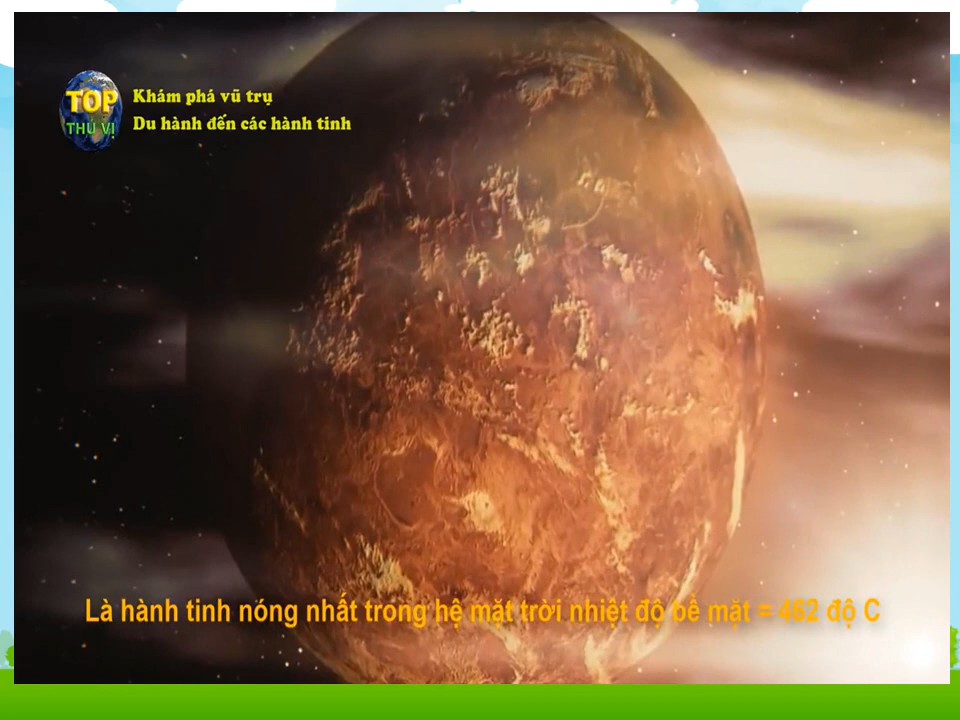 TOP
THÚ VỊ
Khám phá vũ trụ
Du hành đến các hành tinh
Là hành tinh nóng nhất trong hệ mặt trời nhiệt độ bề mặt = 462 độ C